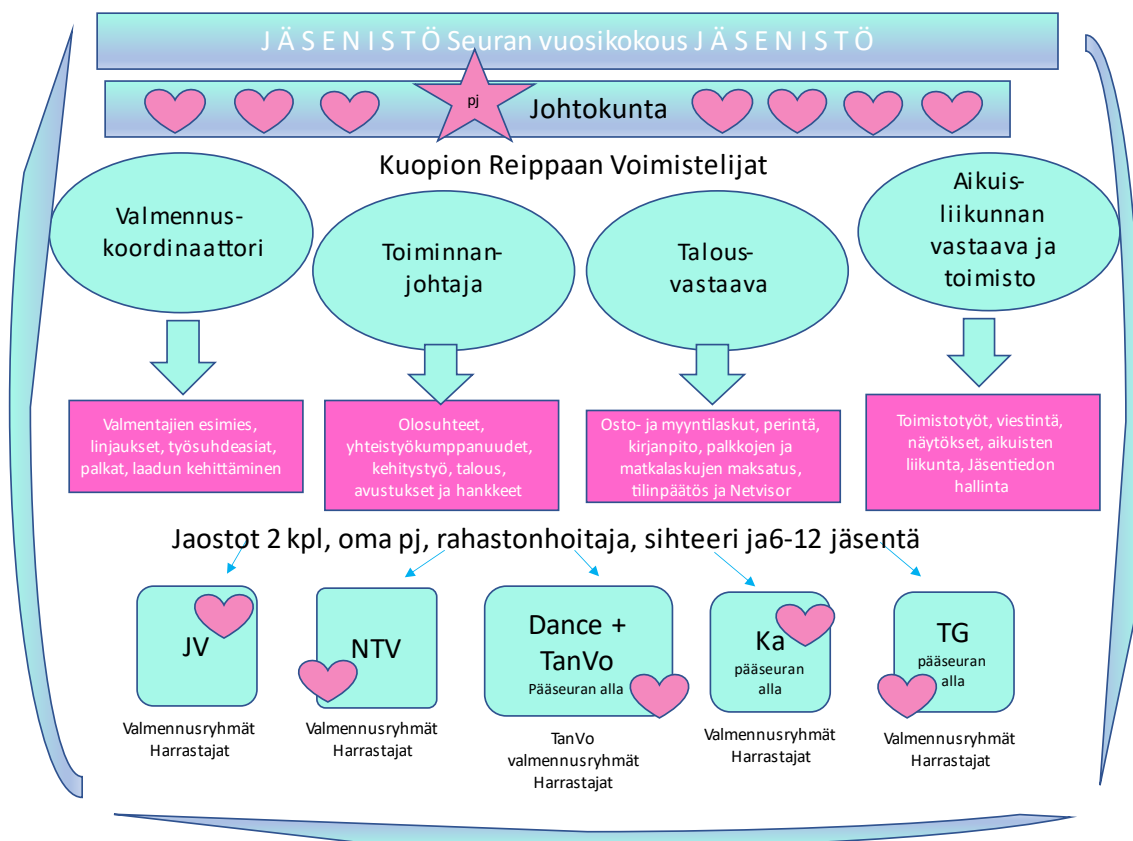 J Ä S E N I S T Ö Seuran vuosikokous J Ä S E N I S T Ö
pj
Johtokunta
Kuopion Reippaan Voimistelijat
Valmennus-
koordinaattori
Toiminnan-
johtaja
Talous-
vastaava
Aikuis-
liikunnan
vastaava ja
toimisto
Valmentajien esimies,
linjaukset, työsuhdeasiat,
palkat, laadun kehittäminen
Olosuhteet,
yhteistyökumppanuudet,
kehitystyö, talous,
avustukset ja hankkeet
Osto- ja myyntilaskut, perintä,
kirjanpito, palkkojen ja
matkalaskujen maksatus,
tilinpäätös ja Netvisor
Toimistotyöt, viestintä,
näytökset, aikuisten
liikunta, Jäsentiedon
hallinta
Jaostot 2 kpl, oma pj, rahastonhoitaja, sihteeri ja6-12 jäsentä
JV
Valmennusryhmät
Harrastajat
NTV
Valmennusryhmät
Harrastajat
Dance +
TanVo
Pääseuran alla
TanVo
valmennusryhmät
Harrastajat
Ka
pääseuran
alla
Valmennusryhmät
Harrastajat
TG
pääseuran
alla
Valmennusryhmät
Harrastajat